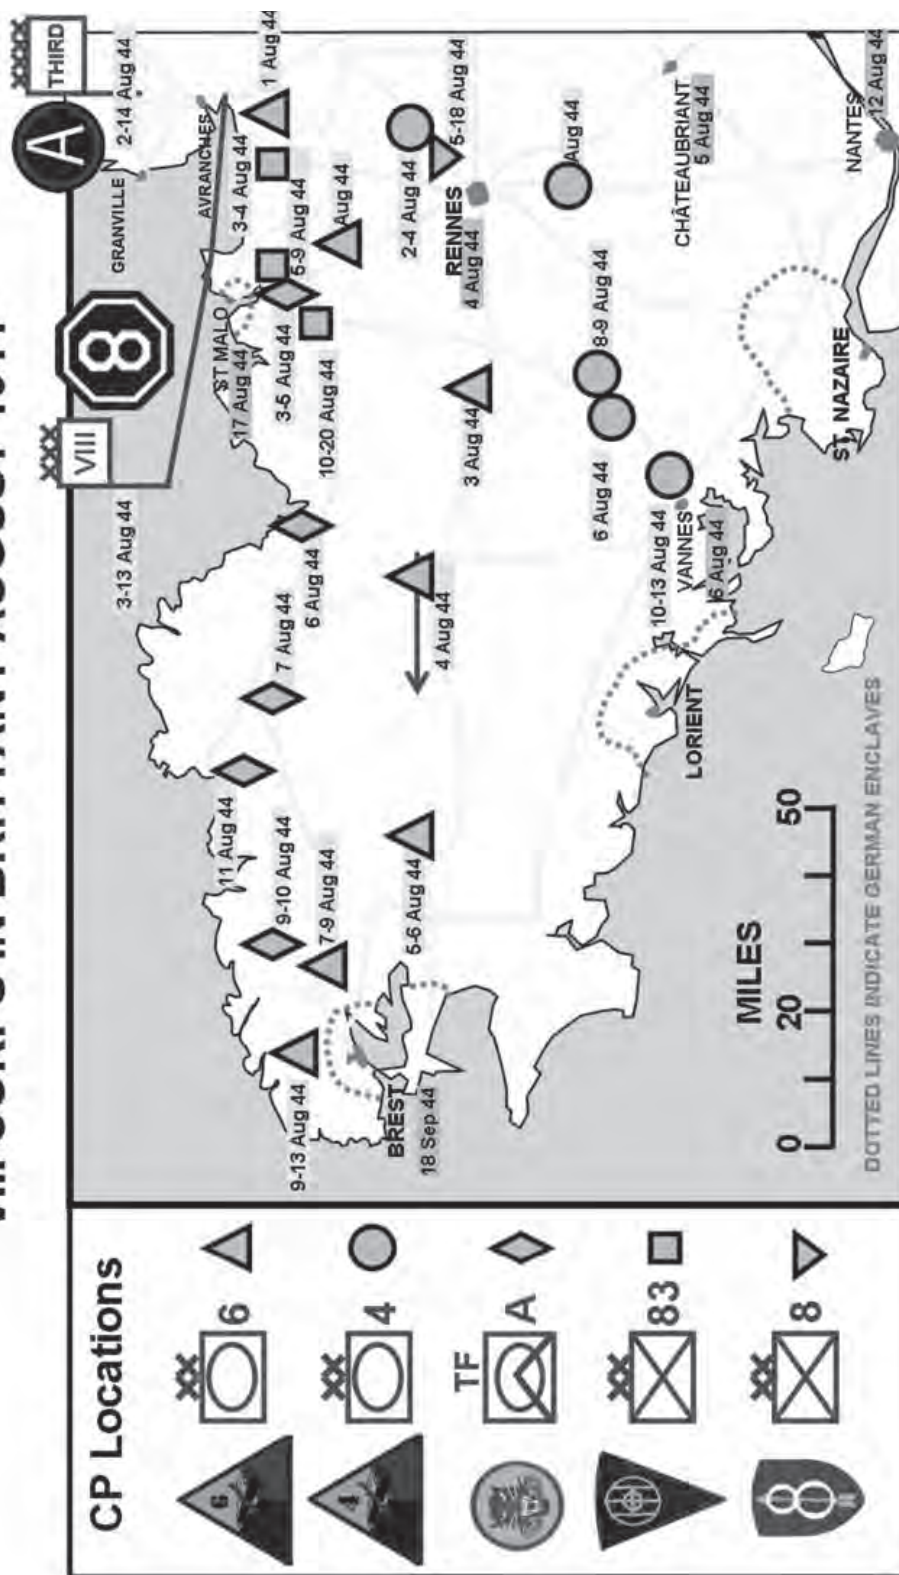 CP Locations
6
6
4
4
TF
A
83
8
8
THIRD
A
8
VIII
2-14 Aug 44
3-13 Aug 44
GRANVILLE
AVRANCHES
1 Aug 44
3-4 Aug 44
ST MALO
17 Aug 44
5-9 Aug 44
3-5 Aug 44
10-20 Aug 44
Aug 44
6 Aug 44
7 Aug 44
11 Aug 44
9-10 Aug 44
7-9 Aug 44
9-13 Aug 44
2-4 Aug 44
5-18 Aug 44
RENNES
4 Aug 44
3 Aug 44
4 Aug 44
5-6 Aug 44
BREST
18 Sep 44
Aug 44
8-9 Aug 44
6 Aug 44
CHÂTEAUBRIANT
5 Aug 44
10-13 Aug 44
VANNES
6 Aug 44
LORIENT
ST. NAZAIRE
NANTES
12 Aug 44
MILES
0 20 50
DOTTED LINES INDICATE GERMAN ENCLAVES